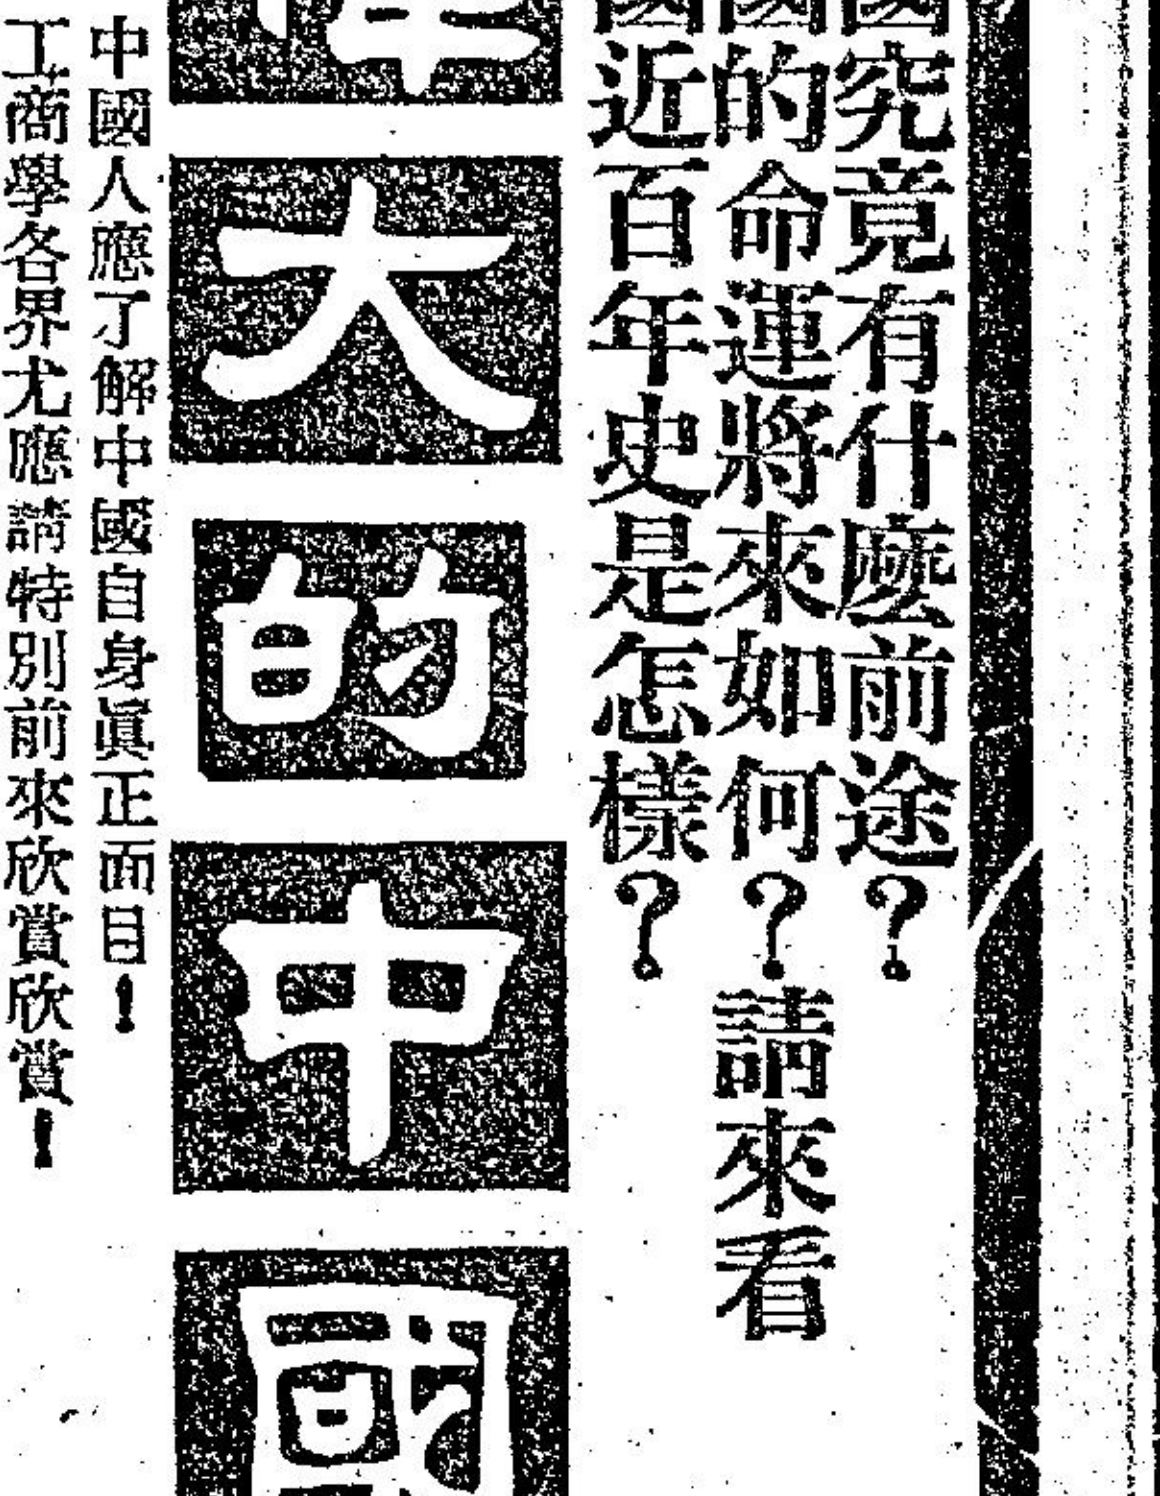 國究竟有什麼前途？
國的命運將來如何？請來看
國近百年史是怎樣？
大的中國
中國人應了解中國自身眞正面目！
工商學各界尤應請特別前來欣賞欣賞！